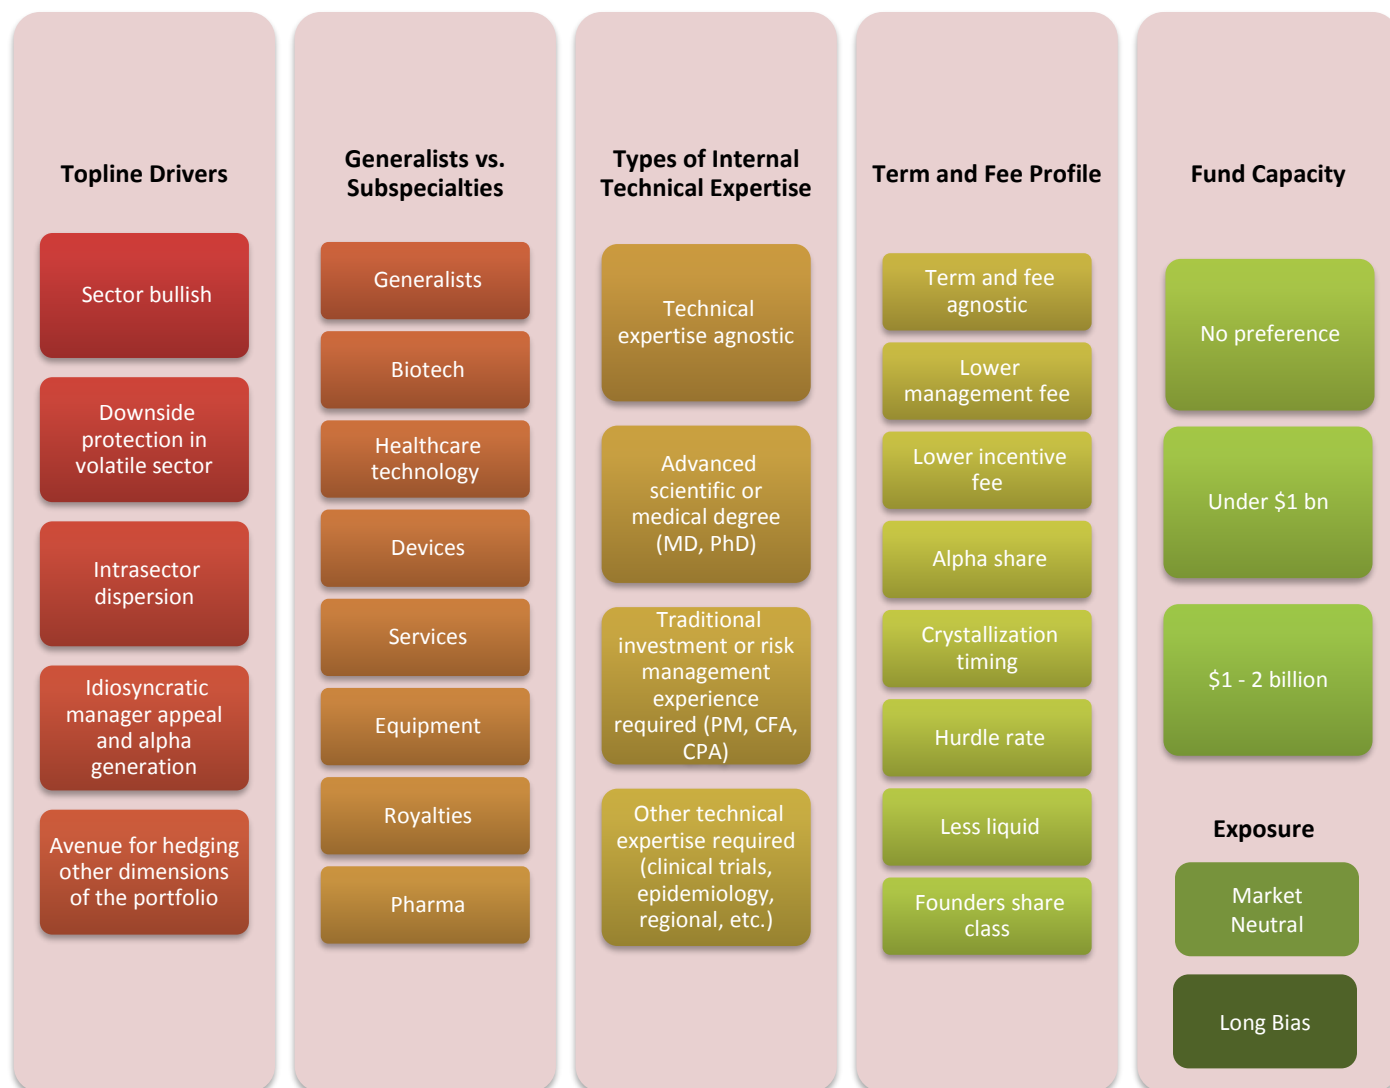 Topline Drivers
Sector bullish
Downside
protection in
volatile sector
Intrasector
dispersion
Idiosyncratic
manager appeal
and alpha
generation
Avenue for hedging
other dimensions
of the portfolio
Generalists vs.
Subspecialties
Generalists
Biotech
Healthcare
technology
Devices
Services
Equipment
Royalties
Pharma
Types of Internal
Technical Expertise
Technical
expertise agnostic
Advanced
scientific or
medical degree
(MD, PhD)
Traditional
investment or risk
management
experience
required (PM, CFA,
CPA)
Other technical
expertise required
(clinical trials,
epidemiology,
regional, etc.)
Term and Fee Profile
Term and fee
agnostic
Lower
management fee
Lower incentive
fee
Alpha share
Crystallization
timing
Hurdle rate
Less liquid
Founders share
class
Fund Capacity
No preference
Under $1 bn
$1 - 2 billion
Exposure
Market
Neutral
Long Bias